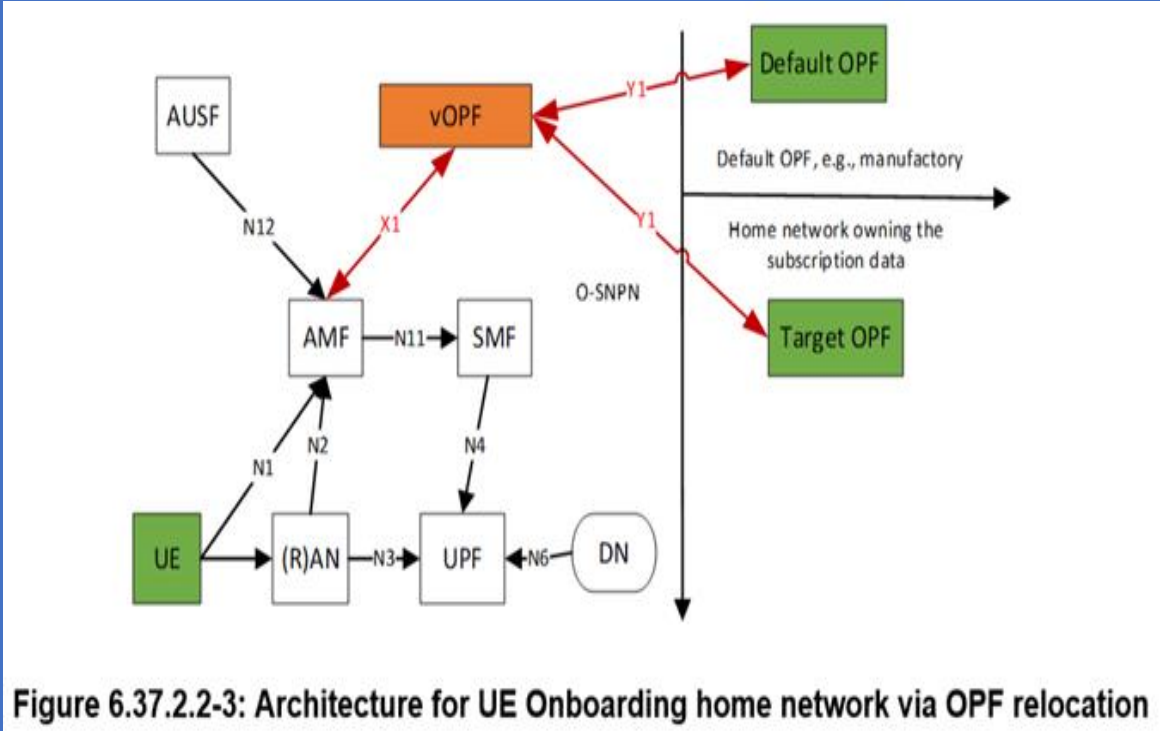 Default OPF
Y1
AUSF
vOPF
Default OPF, e.g., manufactory
N12
X1
Y1
Home network owning the
subscription data
O-SNPN
AMF
N11
SMF
Target OPF
N2
N4
N1
UE
(R)AN
N3
UPF
N6
DN
Figure 6.37.2.2-3: Architecture for UE Onboarding home network via OPF relocation